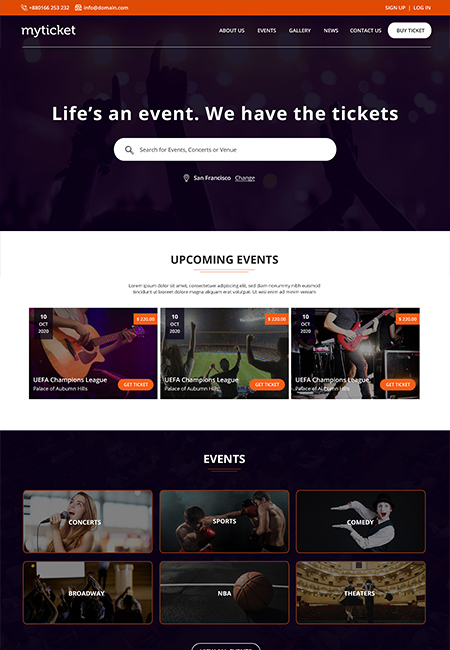 +880166 253 232 info@domain.com SIGN UP | LOG IN
myticket ABOUT US EVENTS GALLERY NEWS CONTACT US BUY TICKET
Life's an event. We have the tickets
Search for Events, Concerts or Venue
San Francisco Change
UPCOMING EVENTS
Lorem ipsum dolor sit amet, consectetuer adipiscing elit, sed diam nonummy nibh euismod
tincidunt ut laoreet dolore magna aliquam erat volutpat. Ut wisi enim ad minim veniam
10 $ 220.00 10 $ 220.00 10 $ 220.00
OCT OCT OCT
2020 2020 2020
UEFA Champions League UEFA Champions League UEFA Champions League
Palace of Auburn Hills GET TICKET Palace of Auburn Hills GET TICKET Palace of Auburn Hills GET TICKET
EVENTS
CONCERTS SPORTS COMEDY
BROADWAY NBA THEATERS
VIEW ALL EVENTS